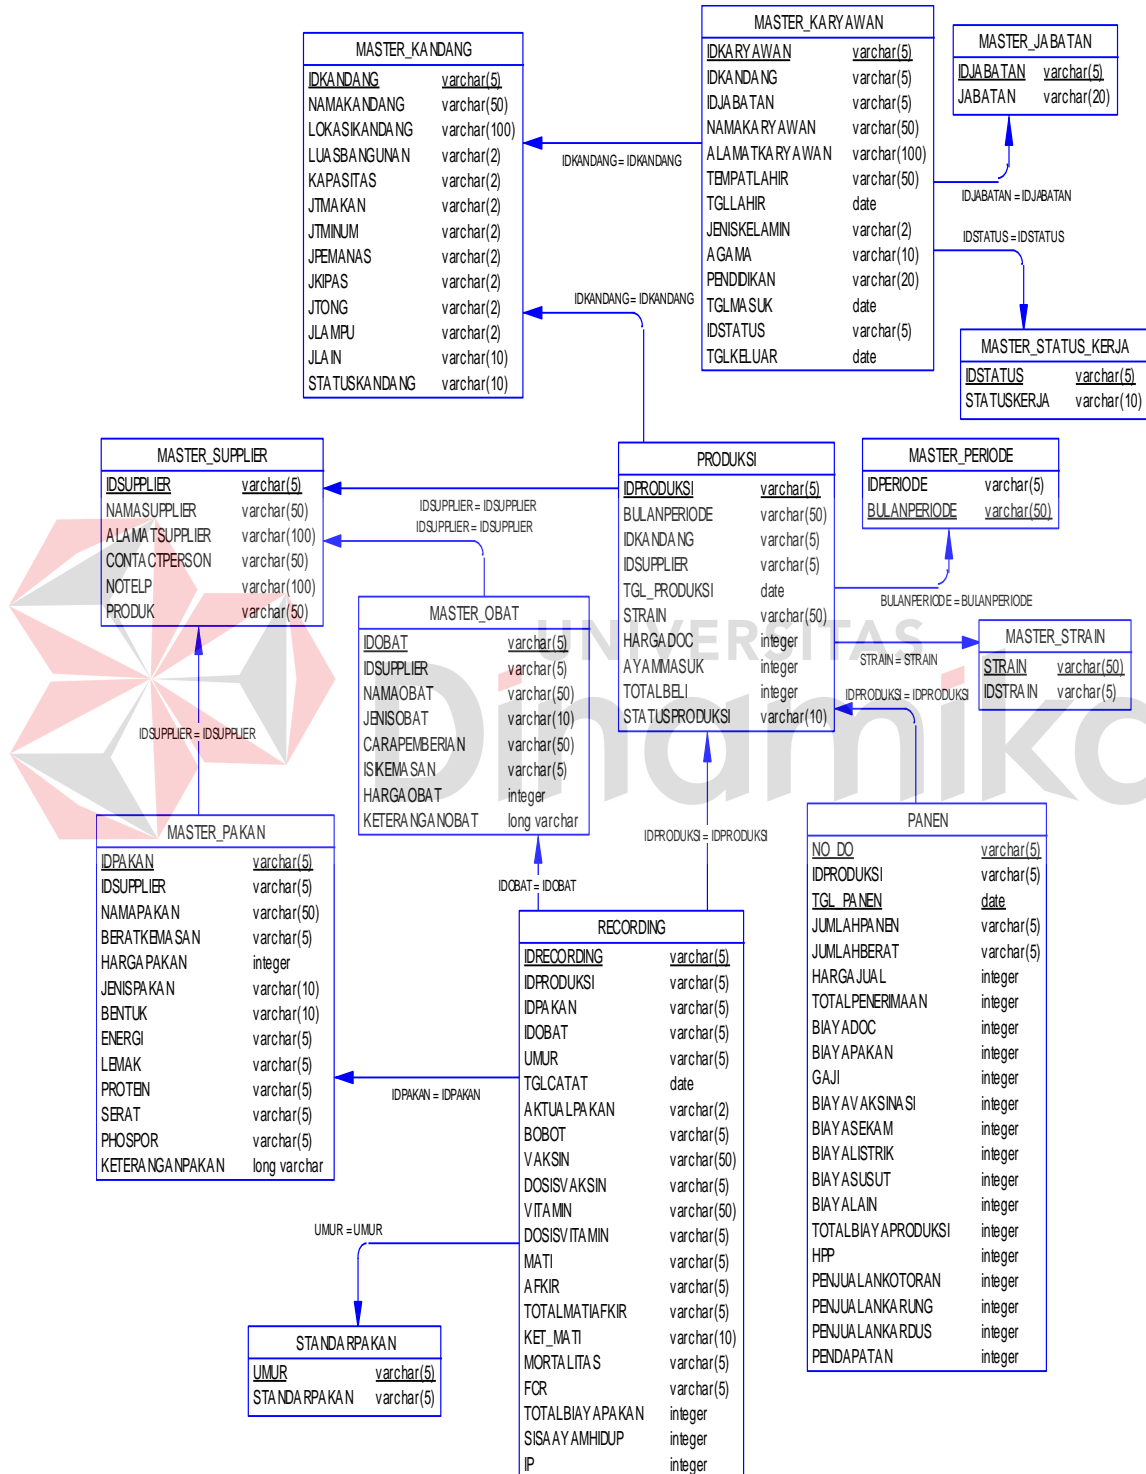 MASTER_KANDANG
IDKANDANG varchar(5)
NAMAKANDANG varchar(50)
LOKASIKANDANG varchar(100)
LUASBANGUNAN varchar(2)
KAPASITAS varchar(2)
JTMAKAN varchar(2)
JTMINUM varchar(2)
JPEMANAS varchar(2)
JKIPAS varchar(2)
JTONG varchar(2)
JLAMPU varchar(2)
JLAIN varchar(10)
STATUSKANDANG varchar(10)
MASTER_KARYAWAN
IDKARYAWAN varchar(5)
IDKANDANG varchar(5)
IDJABATAN varchar(5)
NAMAKARYAWAN varchar(50)
ALAMATKARYAWAN varchar(100)
TEMPATLAHIR varchar(50)
TGLLAHIR date
JENISKELAMIN varchar(2)
AGAMA varchar(10)
PENDIDIKAN varchar(20)
TGLMASUK date
IDSTATUS varchar(5)
TGLKELUAR date
MASTER_JABATAN
IDJABATAN varchar(5)
JABATAN varchar(20)
IDKANDANG = IDKANDANG
IDJABATAN = IDJABATAN
IDSTATUS = IDSTATUS
IDKANDANG = IDKANDANG
MASTER_STATUS_KERJA
IDSTATUS varchar(5)
STATUSKERJA varchar(10)
MASTER_SUPPLIER
IDSUPPLIER varchar(5)
NAMASUPPLIER varchar(50)
ALAMATSUPPLIER varchar(100)
CONTACTPERSON varchar(50)
NOTELP varchar(100)
PRODUK varchar(50)
IDSUPPLIER = IDSUPPLIER
IDSUPPLIER = IDSUPPLIER
PRODUKSI
IDPRODUKSI varchar(5)
BULANPERIODE varchar(50)
IDKANDANG varchar(5)
IDSUPPLIER varchar(5)
TGL_PRODUKSI date
STRAIN varchar(50)
HARGADOC integer
AYAMMASUK integer
TOTALBELI integer
STATUSPRODUKSI varchar(10)
MASTER_PERIODE
IDPERIODE varchar(5)
BULANPERIODE varchar(50)
BULANPERIODE = BULANPERIODE
MASTER_STRAIN
STRAIN varchar(50)
IDSTRAIN varchar(5)
STRAIN = STRAIN
IDPRODUKSI = IDPRODUKSI
UNIVERSITAS
Dinamika
MASTER_OBAT
IDOBAT varchar(5)
IDSUPPLIER varchar(5)
NAMAOBAT varchar(50)
JENISOBAT varchar(10)
CARAPEMBERIAN varchar(50)
ISIKEMASAN varchar(5)
HARGAOBAT integer
KETERANGANOBAT long varchar
IDSUPPLIER = IDSUPPLIER
IDPRODUKSI = IDPRODUKSI
IDOBAT = IDOBAT
MASTER_PAKAN
IDPAKAN varchar(5)
IDSUPPLIER varchar(5)
NAMAPAKAN varchar(50)
BERATKEMASAN varchar(5)
HARGAPAKAN integer
JENISPAKAN varchar(10)
BENTUK varchar(10)
ENERGI varchar(5)
LEMAK varchar(5)
PROTEIN varchar(5)
SERAT varchar(5)
PHOSPOR varchar(5)
KETERANGANPAKAN long varchar
IDPAKAN = IDPAKAN
RECORDING
IDRECORDING varchar(5)
IDPRODUKSI varchar(5)
IDPAKAN varchar(5)
IDOBAT varchar(5)
UMUR varchar(5)
TGLCATAT date
AKTUALPAKAN varchar(2)
BOBOT varchar(5)
VAKSIN varchar(50)
DOSISVAKSIN varchar(5)
VITAMIN varchar(50)
DOSISVITAMIN varchar(5)
MATI varchar(5)
AFKIR varchar(5)
TOTALMATIAFKIR varchar(5)
KET_MATI varchar(10)
MORTALITAS varchar(5)
FCR varchar(5)
TOTALBIAYAPAKAN integer
SISAAYAMHIDUP integer
IP integer
PANEN
NO_DO varchar(5)
IDPRODUKSI varchar(5)
TGL_PANEN date
JUMLAHPANEN varchar(5)
JUMLAHBERAT varchar(5)
HARGAJUAL integer
TOTALPENERIMAAN integer
BIAYADOC integer
BIAYAPAKAN integer
GAJI integer
BIAYAVAKSINASI integer
BIAYASEKAM integer
BIAYALISTRIK integer
BIAYASUSUT integer
BIAYALAIN integer
TOTALBIAYAPRODUKSI integer
HPP integer
PENJUALANKOTORAN integer
PENJUALANKARUNG integer
PENJUALANKARDUS integer
PENDAPATAN integer
UMUR = UMUR
STANDARPAKAN
UMUR varchar(5)
STANDARPAKAN varchar(5)